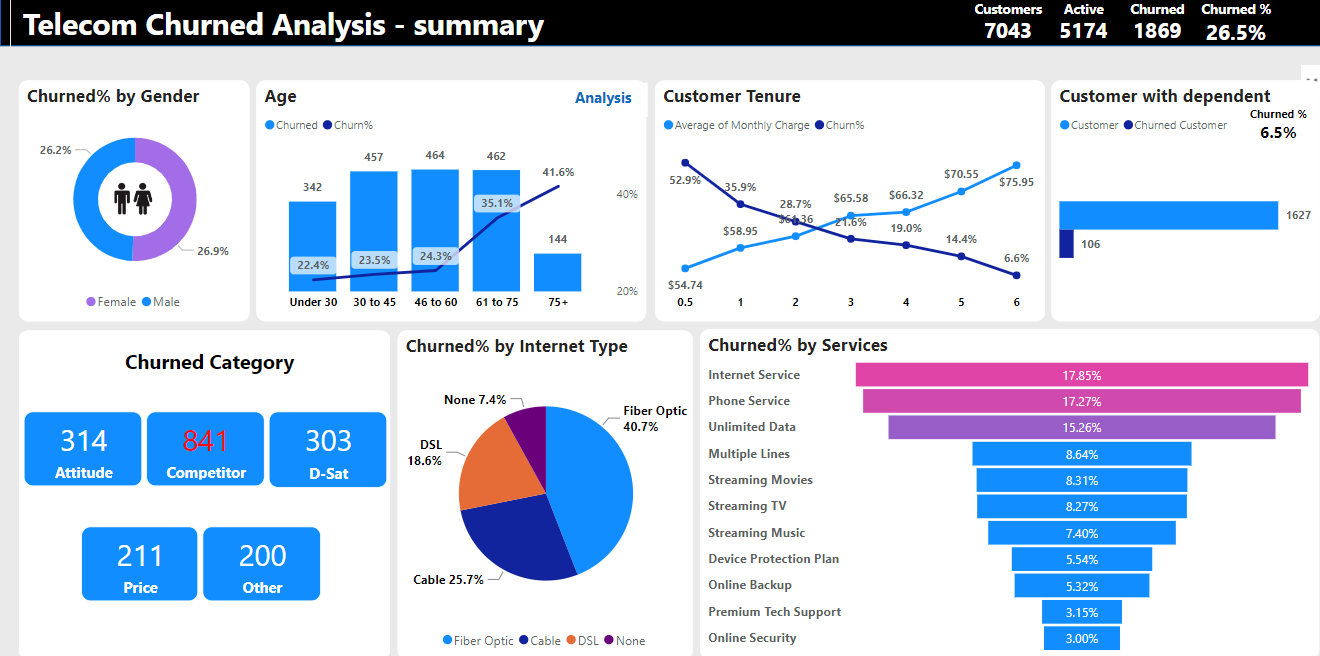 Telecom Churned Analysis - summary
Customers Active Churned Churned %
7043 5174 1869 26.5%
Churned% by Gender
26.2%
26.9%
Female Male
Age
Analysis
Churned Churn%
342
457
464
462
144
22.4%
23.5%
24.3%
35.1%
41.6%
40%
20%
Under 30 30 to 45 46 to 60 61 to 75 75+
Customer Tenure
Average of Monthly Charge Churn%
52.9%
35.9%
28.7%
21.6%
19.0%
14.4%
6.6%
$54.74
$58.95
$61.36
$65.58
$66.32
$70.55
$75.95
0.5 1 2 3 4 5 6
Customer with dependent
Customer Churned Customer
Churned %
6.5%
1627
106
Churned Category
314
Attitude
841
Competitor
303
D-Sat
211
Price
200
Other
Churned% by Internet Type
None 7.4%
Fiber Optic
40.7%
DSL
18.6%
Cable 25.7%
Fiber Optic Cable DSL None
Churned% by Services
Internet Service 17.85%
Phone Service 17.27%
Unlimited Data 15.26%
Multiple Lines 8.64%
Streaming Movies 8.31%
Streaming TV 8.27%
Streaming Music 7.40%
Device Protection Plan 5.54%
Online Backup 5.32%
Premium Tech Support 3.15%
Online Security 3.00%